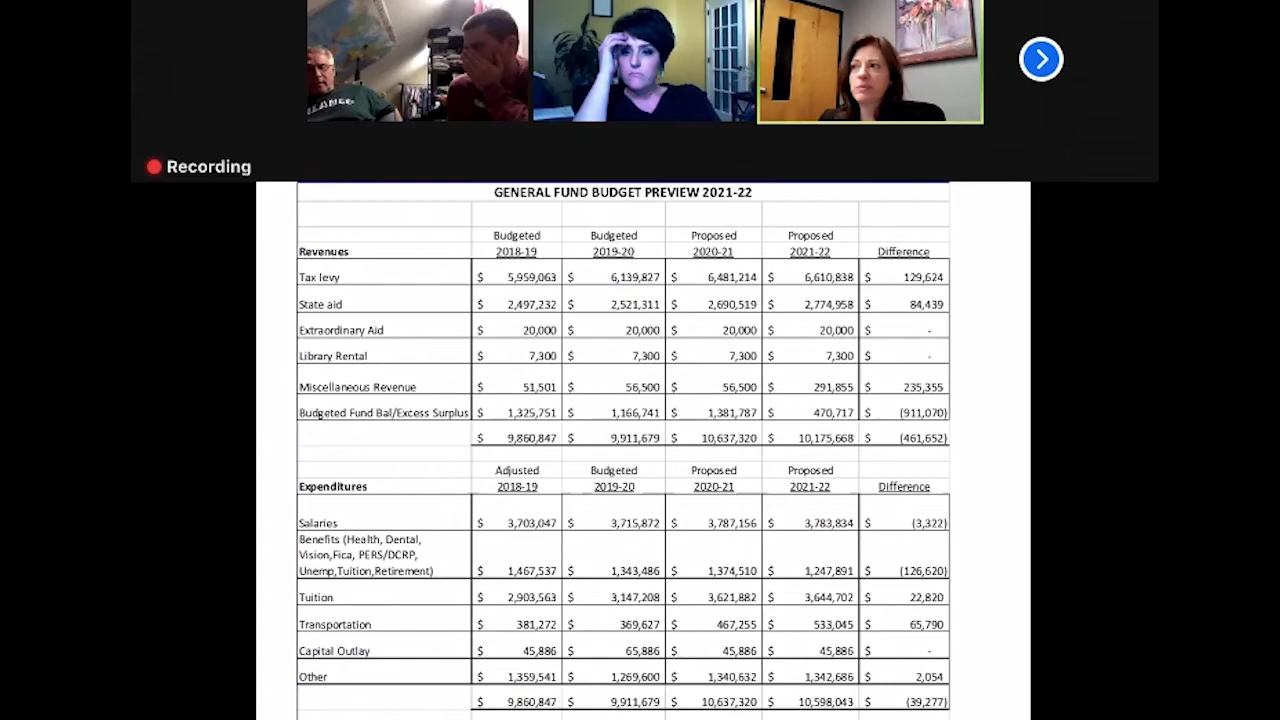 Recording
GENERAL FUND BUDGET PREVIEW 2021-22
Budgeted Budgeted Proposed Proposed
Revenues 2018-19 2019-20 2020-21 2021-22 Difference
Tax levy $ 5,959,063 $ 6,139,827 $ 6,481,214 $ 6,610,838 $ 129,624
State aid $ 2,497,232 $ 2,521,311 $ 2,690,519 $ 2,774,958 $ 84,439
Extraordinary Aid $ 20,000 $ 20,000 $ 20,000 $ 20,000 $ -
Library Rental $ 7,300 $ 7,300 $ 7,300 $ 7,300 $ -
Miscellaneous Revenue $ 51,501 $ 56,500 $ 56,500 $ 291,855 $ 235,355
Budgeted Fund Bal/Excess Surplus $ 1,325,751 $ 1,166,741 $ 1,381,787 $ 470,717 $ (911,070)
$ 9,860,847 $ 9,911,679 $ 10,637,320 $ 10,175,668 $ (461,652)
Adjusted Budgeted Proposed Proposed
Expenditures 2018-19 2019-20 2020-21 2021-22 Difference
Salaries $ 3,703,047 $ 3,715,872 $ 3,787,156 $ 3,783,834 $ (3,322)
Benefits (Health, Dental,
Vision,Fica, PERS/DCRP,
Unemp,Tuition,Retirement) $ 1,467,537 $ 1,343,486 $ 1,374,510 $ 1,247,891 $ (126,620)
Tuition $ 2,903,563 $ 3,147,208 $ 3,621,882 $ 3,644,702 $ 22,820
Transportation $ 381,272 $ 369,627 $ 467,255 $ 533,045 $ 65,790
Capital Outlay $ 45,886 $ 65,886 $ 45,886 $ 45,886 $ -
Other $ 1,359,541 $ 1,269,600 $ 1,340,632 $ 1,342,686 $ 2,054
$ 9,860,847 $ 9,911,679 $ 10,637,320 $ 10,598,043 $ (39,277)